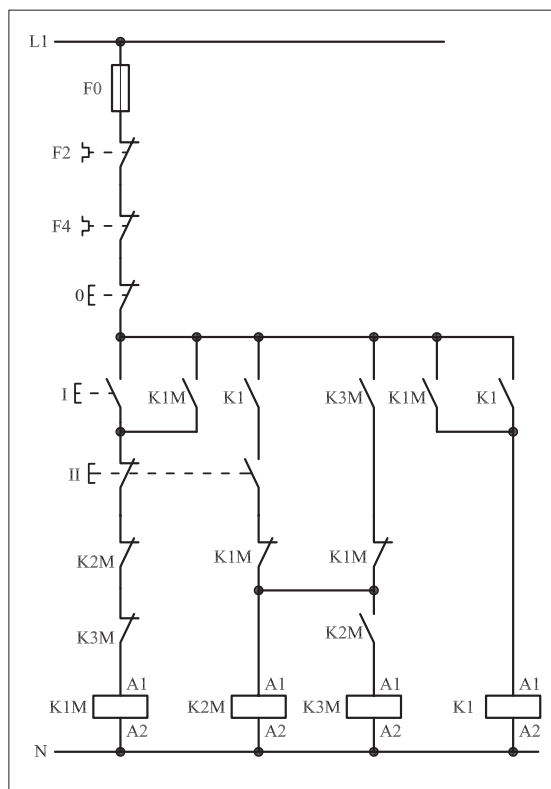 L1
F0
F2
F4
0
I K1M K1 K3M K1M K1
II
K1M K1M
K2M
K2M
K3M
A1 A1 A1 A1
K1M K2M K3M K1
A2 A2 A2 A2
N